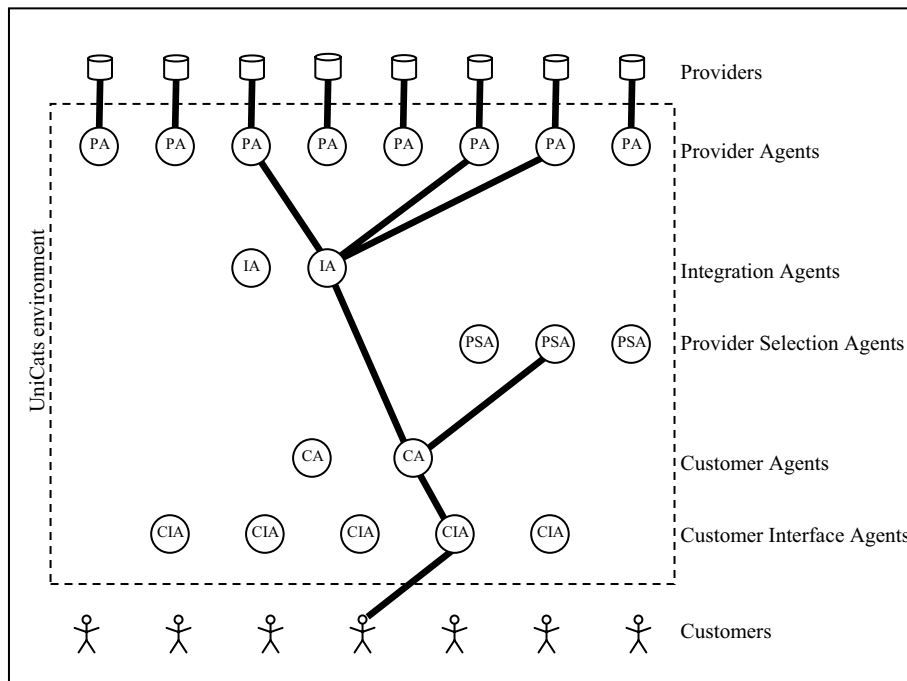 Providers
PA PA PA PA PA PA PA PA Provider Agents
IA IA Integration Agents
PSA PSA PSA Provider Selection Agents
CA CA Customer Agents
CIA CIA CIA CIA CIA Customer Interface Agents
Customers
UniCats environment